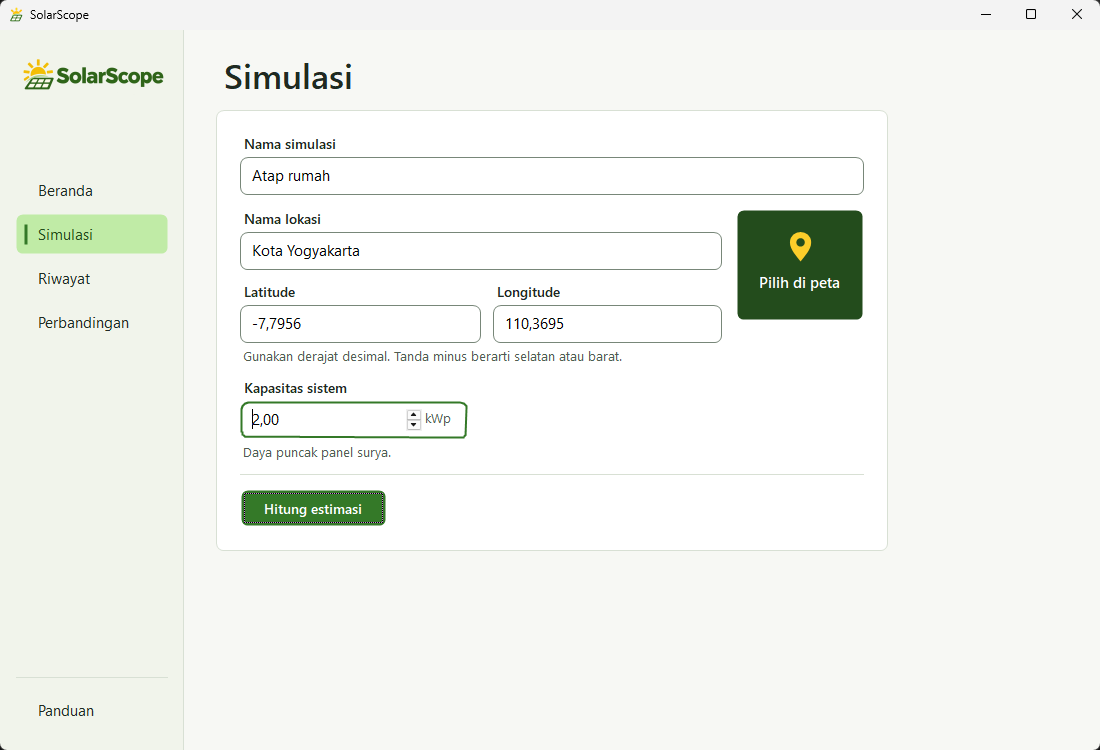 SolarScope
SolarScope
Beranda
Simulasi
Riwayat
Perbandingan
Panduan
Simulasi
Nama simulasi
Atap rumah
Nama lokasi
Kota Yogyakarta
Pilih di peta
Latitude
Longitude
-7,7956
110,3695
Gunakan derajat desimal. Tanda minus berarti selatan atau barat.
Kapasitas sistem
2,00
kWp
Daya puncak panel surya.
Hitung estimasi